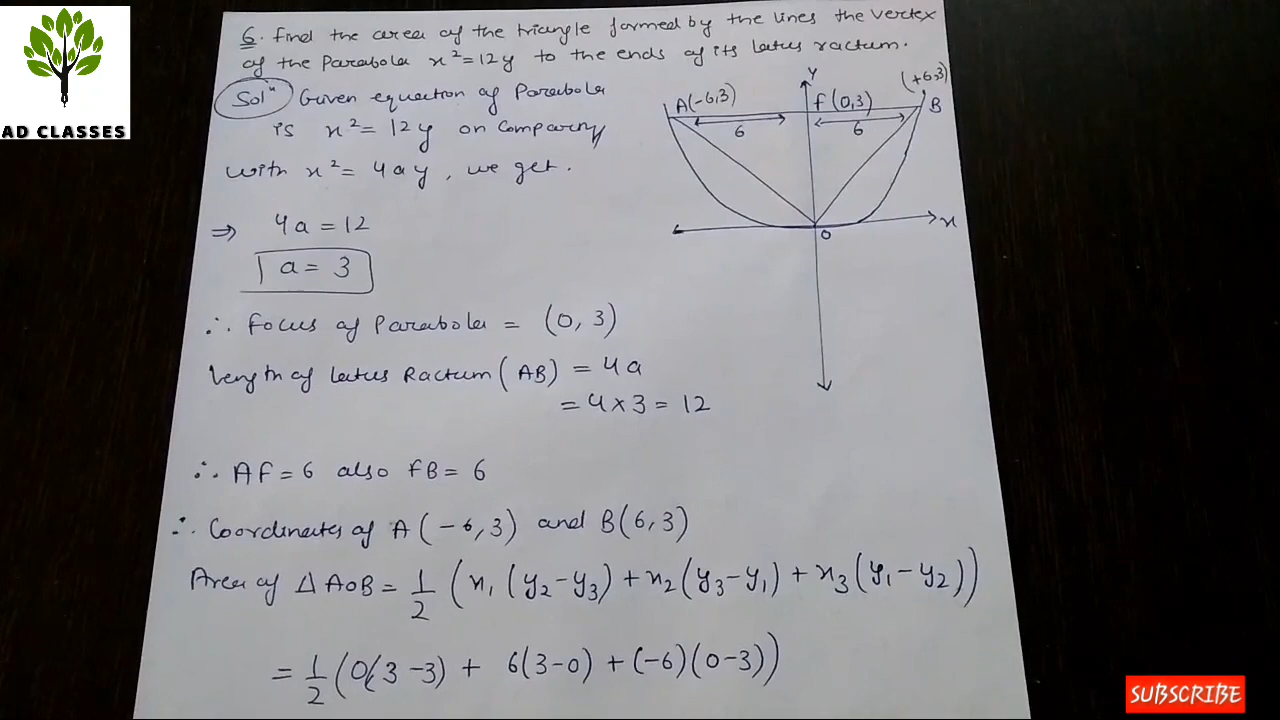 AD CLASSES
6. Find the area of the triangle formed by the lines the vertex
of the Parabola x²=12y to the ends of its latus ractum.
Solⁿ Given equation of Parabola
is x² = 12y on comparing
with x² = 4ay, we get.
⇒ 4a = 12
a = 3
∴ focus of Parabola = (0, 3)
length of latus Ractum (AB) = 4a
= 4×3 = 12
∴ AF = 6 also FB = 6
∴ Coordinates of A(-6, 3) and B(6, 3)
Area of Δ AOB = 1/2 (x₁(y₂-y₃) + x₂(y₃-y₁) + x₃(y₁-y₂))
= 1/2 (0(3-3) + 6(3-0) + (-6)(0-3))
Y
(+6,3)
A(-6,3)
F(0,3)
B
6
6
x
O
SUBSCRIBE